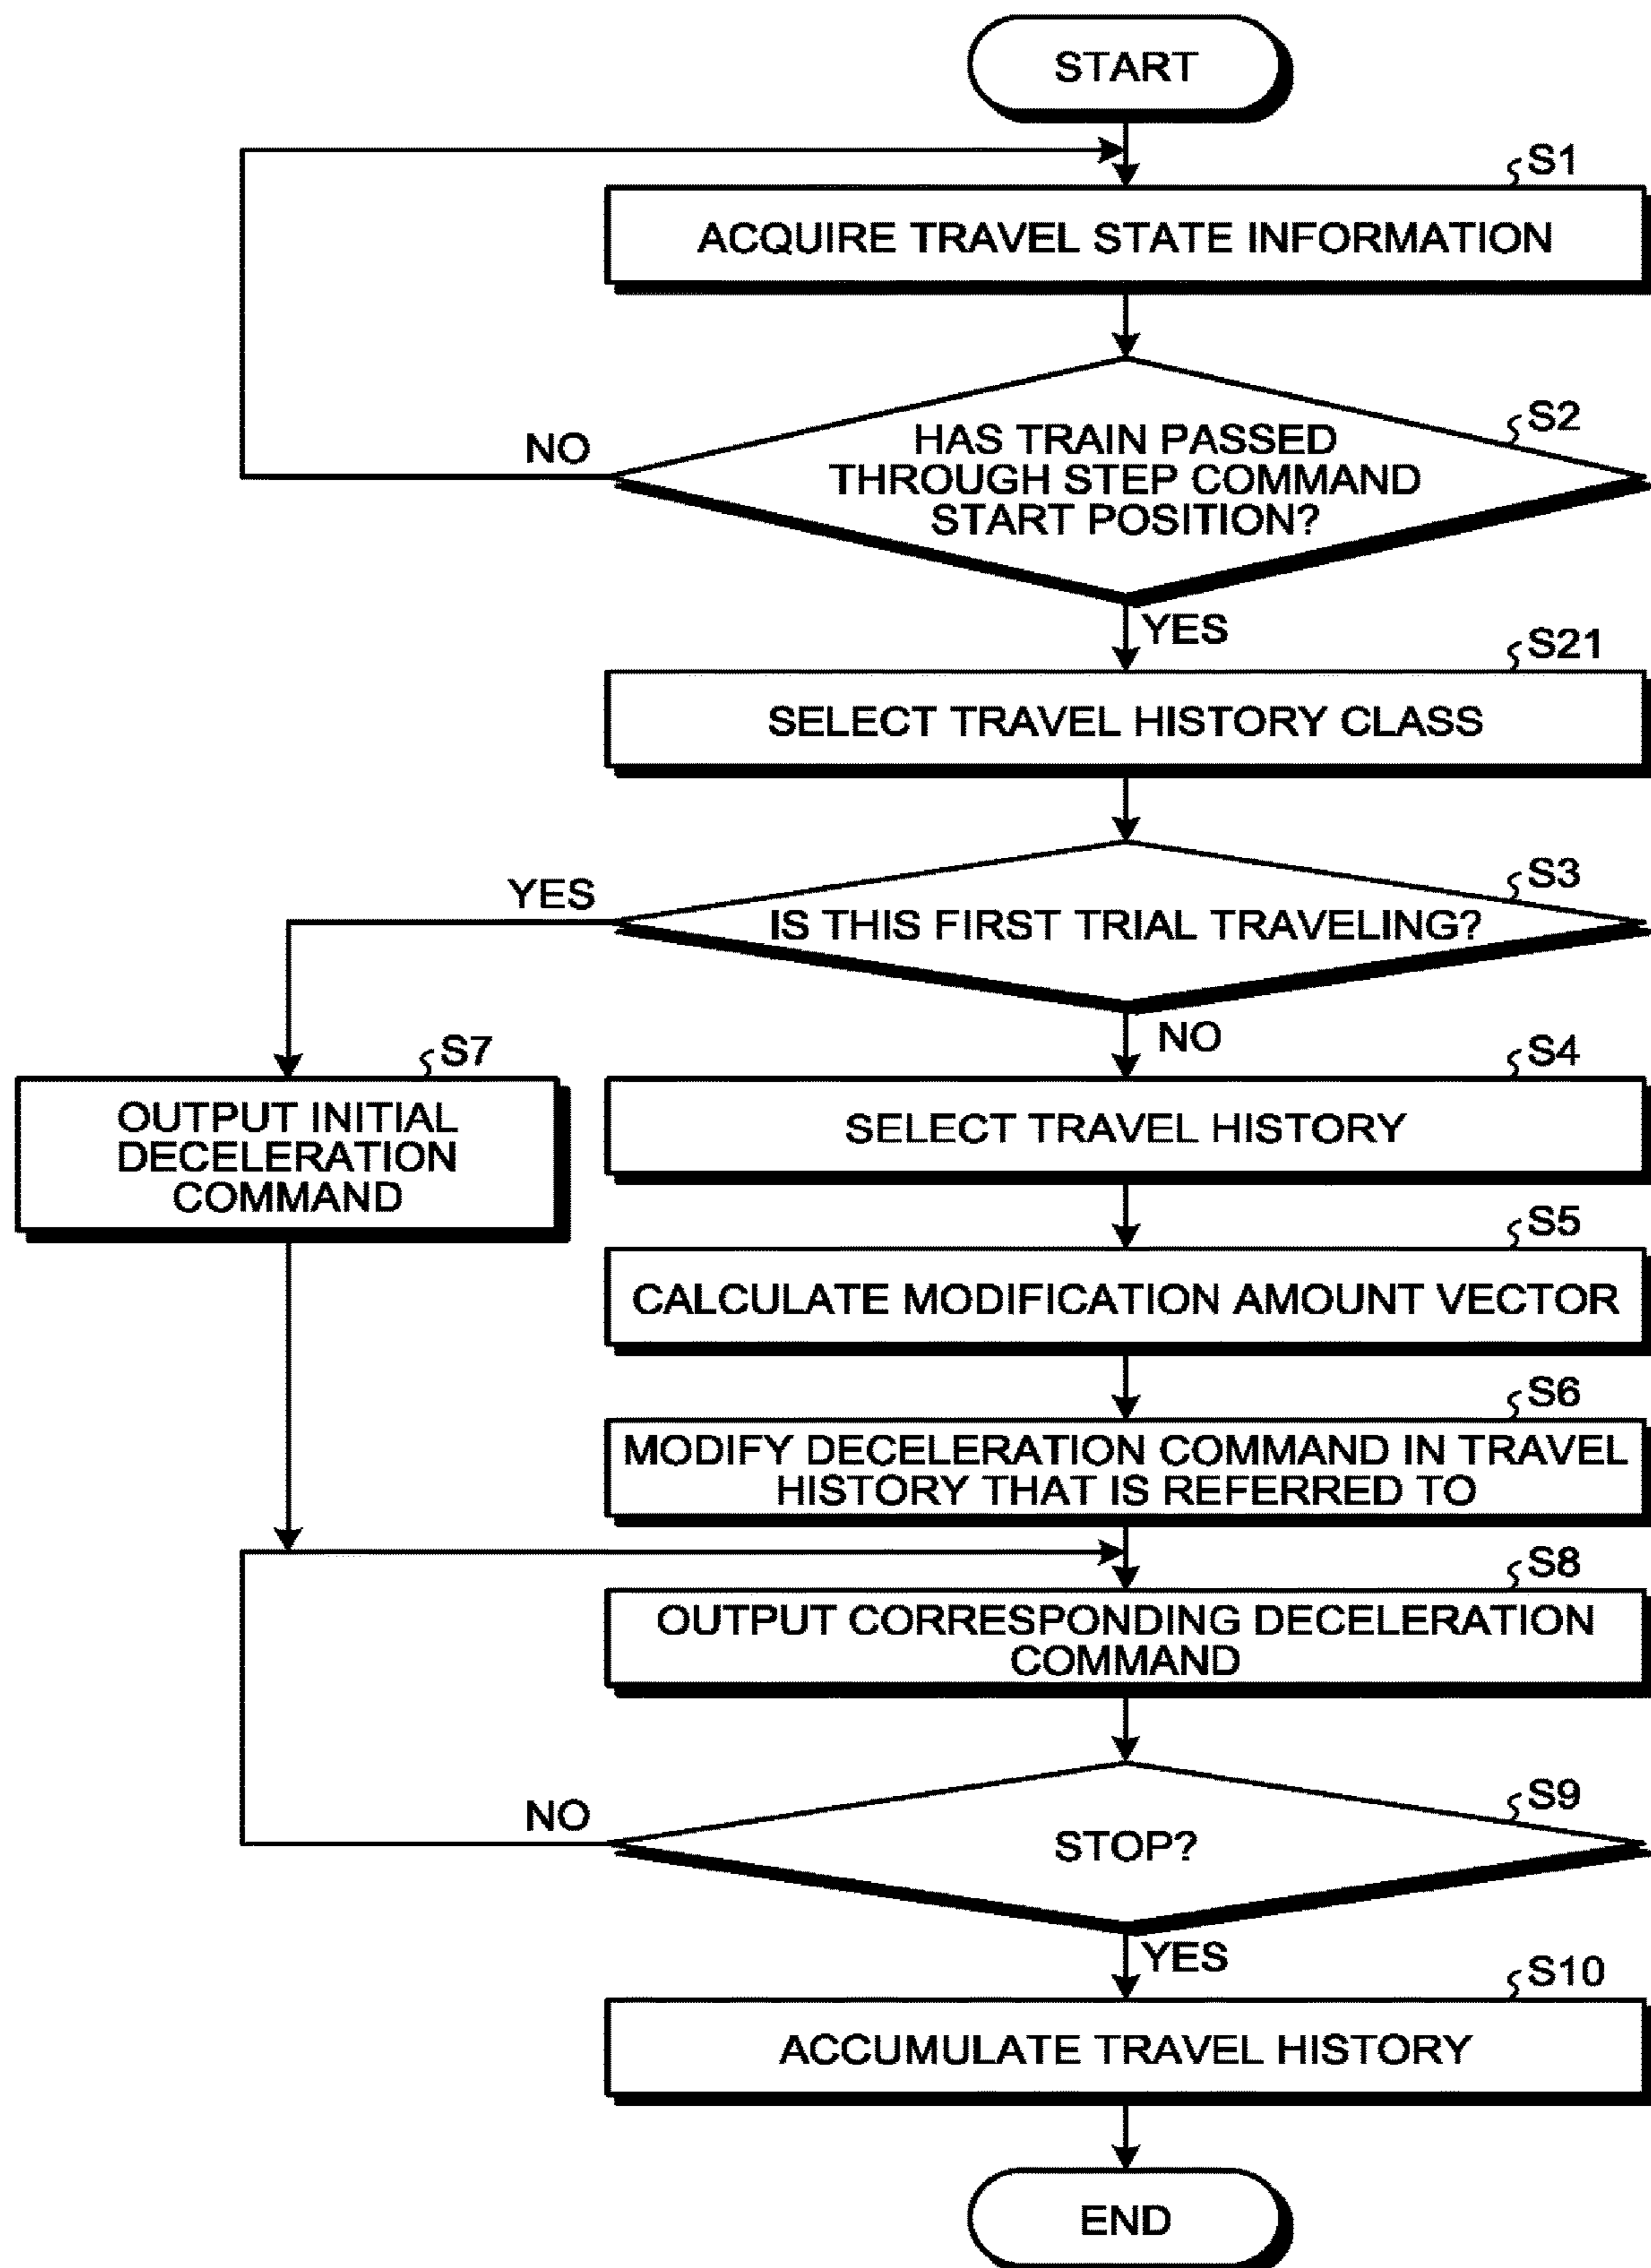 START
S1
ACQUIRE TRAVEL STATE INFORMATION
S2
HAS TRAIN PASSED
THROUGH STEP COMMAND
START POSITION?
NO
YES
S21
SELECT TRAVEL HISTORY CLASS
S3
IS THIS FIRST TRIAL TRAVELING?
YES
NO
S7
OUTPUT INITIAL
DECELERATION
COMMAND
S4
SELECT TRAVEL HISTORY
S5
CALCULATE MODIFICATION AMOUNT VECTOR
S6
MODIFY DECELERATION COMMAND IN TRAVEL
HISTORY THAT IS REFERRED TO
S8
OUTPUT CORRESPONDING DECELERATION
COMMAND
S9
STOP?
NO
YES
S10
ACCUMULATE TRAVEL HISTORY
END